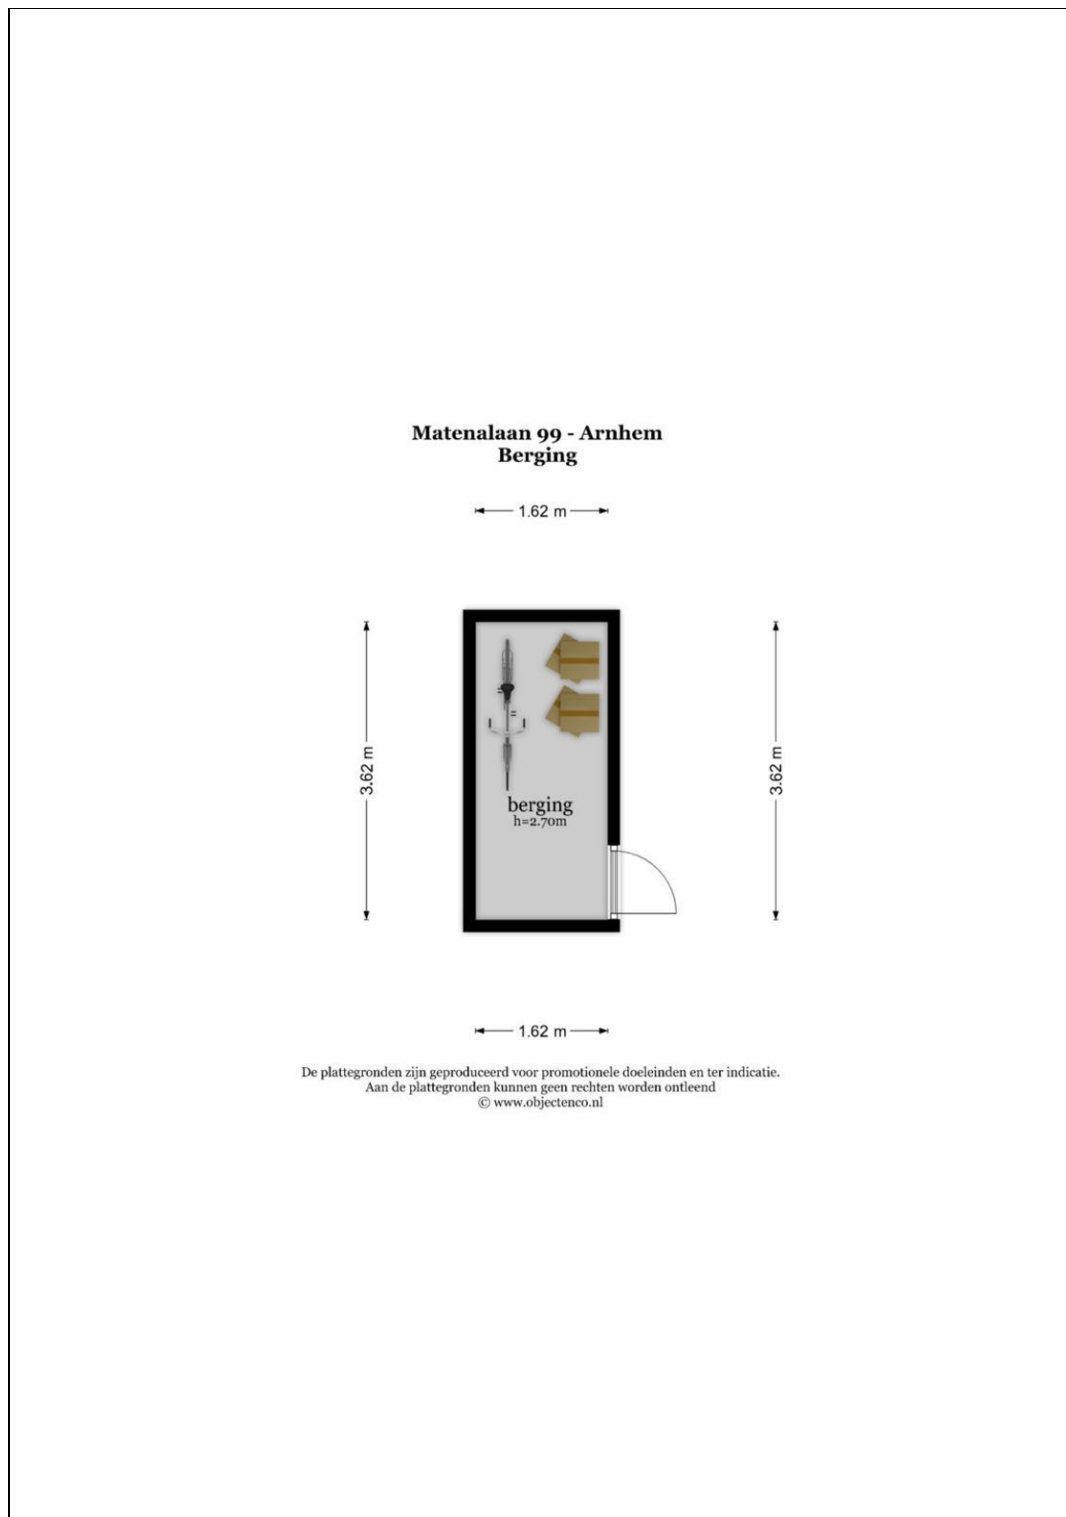 Matenalaan 99 - Arnhem
Berging
1.62 m
3.62 m
3.62 m
berging
h=2.70m
1.62 m
De plattegronden zijn geproduceerd voor promotionele doeleinden en ter indicatie.
Aan de plattegronden kunnen geen rechten worden ontleend
© www.objectenco.nl